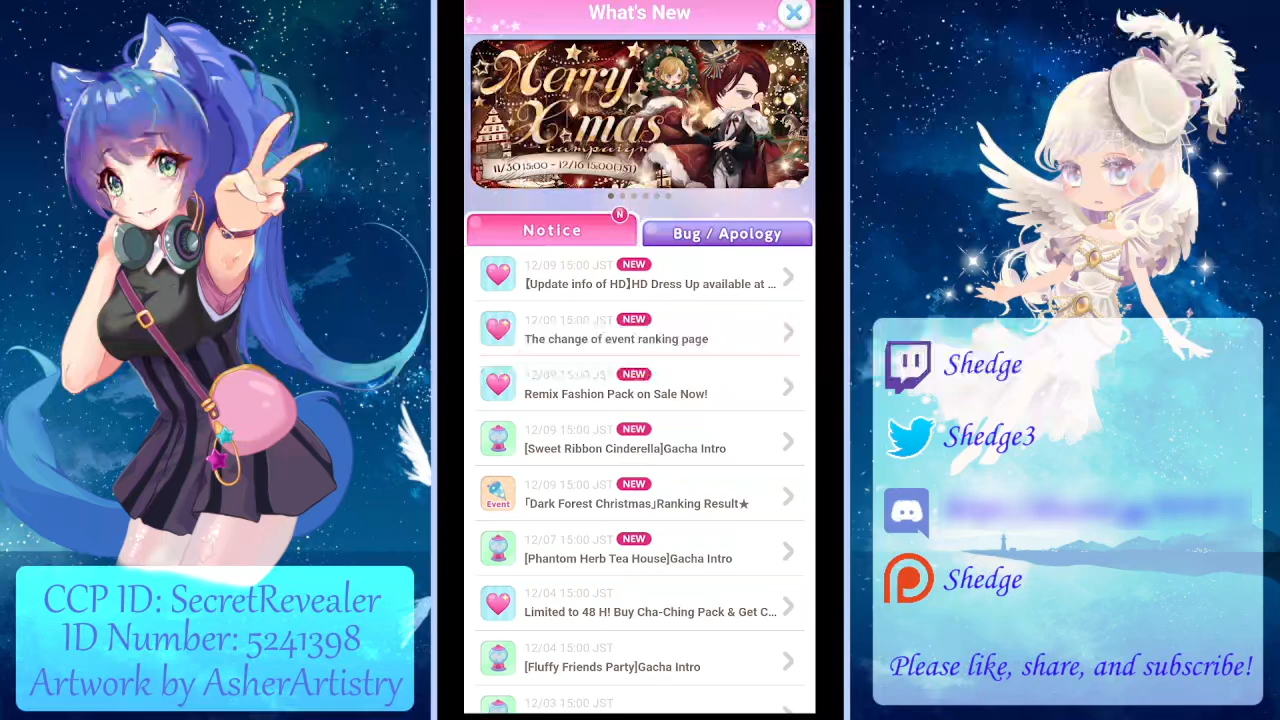 What's New
Merry
X'mas
campaign
11/30 15:00 - 12/16 15:00(JST)
Notice
N
Bug / Apology
12/09 15:00 JST NEW
【Update info of HD】HD Dress Up available at ...
12/09 15:00 JST NEW
The change of event ranking page
12/09 15:00 JST NEW
Remix Fashion Pack on Sale Now!
12/09 15:00 JST NEW
[Sweet Ribbon Cinderella]Gacha Intro
12/09 15:00 JST NEW
Event
「Dark Forest Christmas」Ranking Result★
12/07 15:00 JST NEW
[Phantom Herb Tea House]Gacha Intro
12/04 15:00 JST
Limited to 48 H! Buy Cha-Ching Pack & Get C...
12/04 15:00 JST
[Fluffy Friends Party]Gacha Intro
12/03 15:00 JST
CCP ID: SecretRevealer
ID Number: 5241398
Artwork by AsherArtistry
Shedge
Shedge3
Shedge
Please like, share, and subscribe!